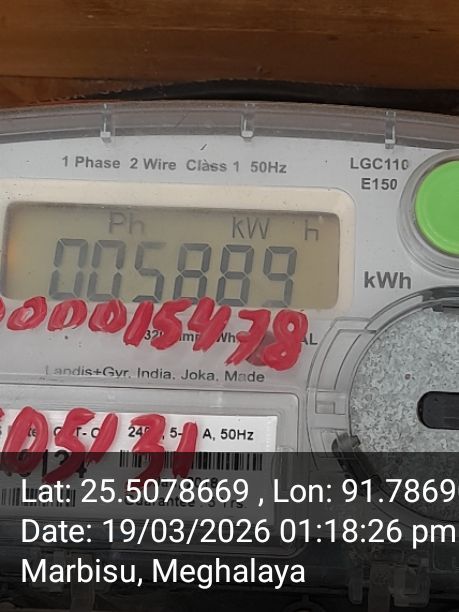 1 Phase 2 Wire Class 1 50Hz
LGC110
E150
Ph kW h
005889
kWh
000015478
Landis+Gyr. India. Joka, Made
05131
A, 50Hz
Lat: 25.5078669 , Lon: 91.7869
Date: 19/03/2026 01:18:26 pm
Marbisu, Meghalaya